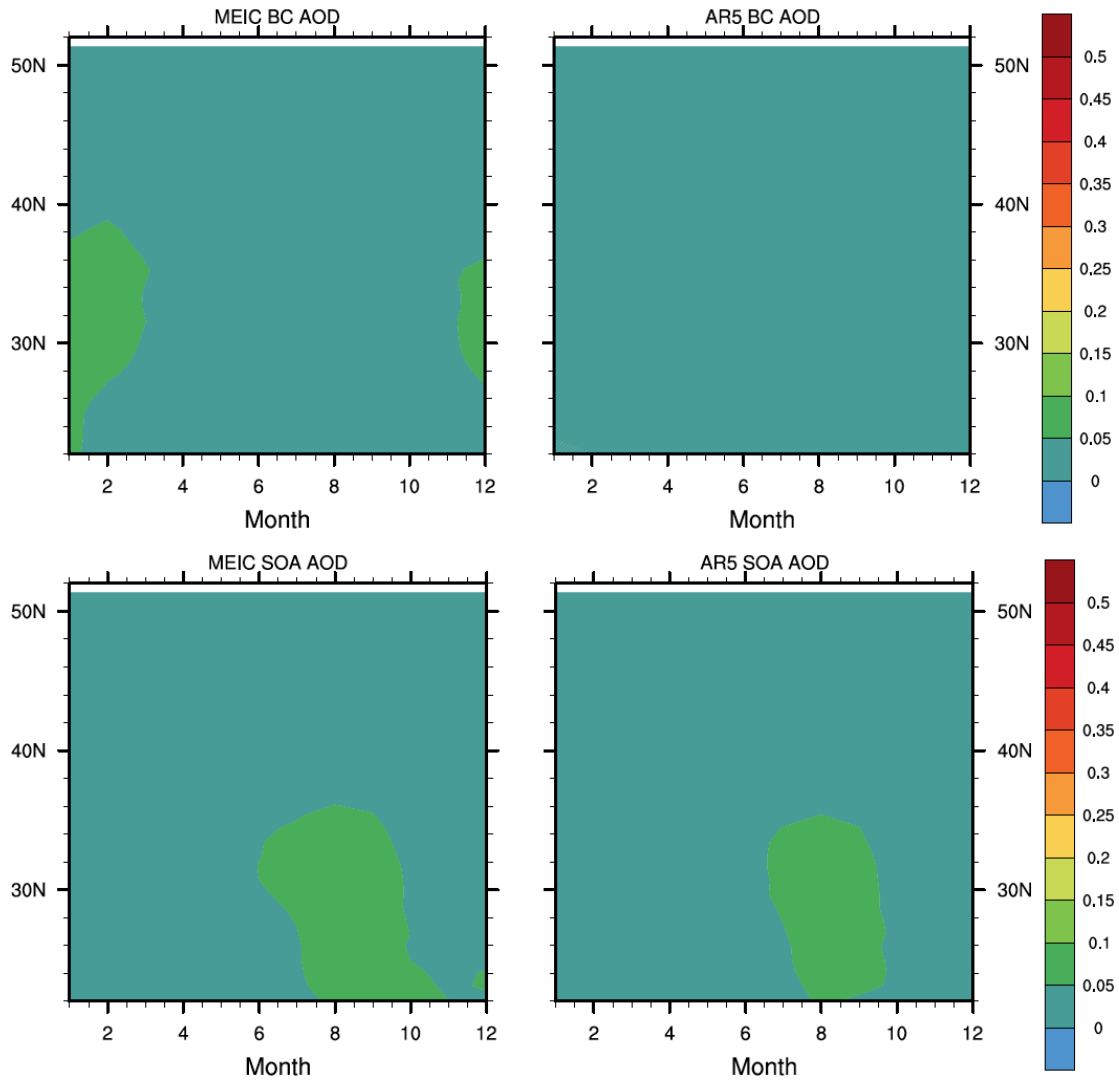 MEIC BC AOD
AR5 BC AOD
50N
50N
0.5
0.45
0.4
40N
40N
0.35
0.3
0.25
0.2
30N
30N
0.15
0.1
0.05
0
2 4 6 8 10 12
2 4 6 8 10 12
Month
Month
MEIC SOA AOD
AR5 SOA AOD
50N
50N
0.5
0.45
0.4
40N
40N
0.35
0.3
0.25
0.2
30N
30N
0.15
0.1
0.05
0
2 4 6 8 10 12
2 4 6 8 10 12
Month
Month